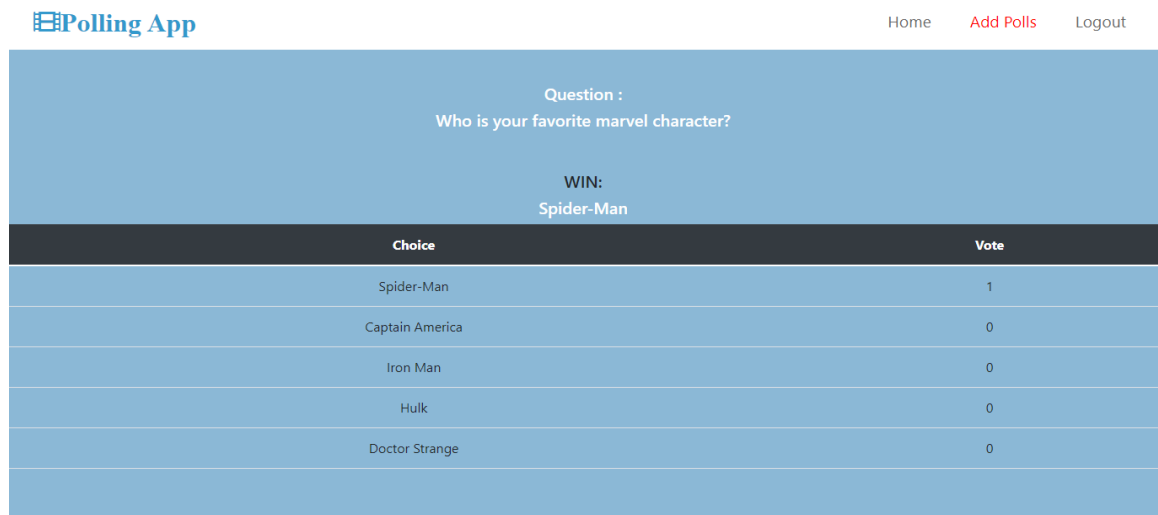 Polling App Home Add Polls Logout
Question :
Who is your favorite marvel character?
WIN:
Spider-Man
Choice Vote
Spider-Man 1
Captain America 0
Iron Man 0
Hulk 0
Doctor Strange 0